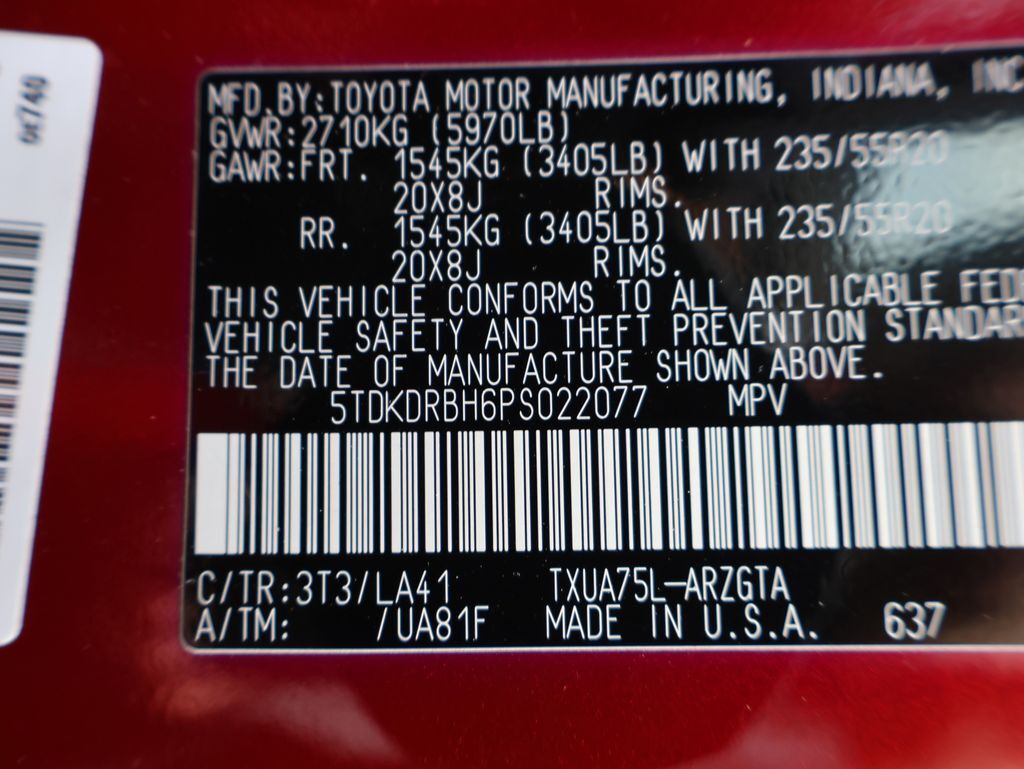 MFD.BY:TOYOTA MOTOR MANUFACTURING, INDIANA, INC
GVWR:2710KG (5970LB)
GAWR:FRT. 1545KG (3405LB) WITH 235/55R20
20X8J RIMS.
RR. 1545KG (3405LB) WITH 235/55R20
20X8J RIMS.
THIS VEHICLE CONFORMS TO ALL APPLICABLE FED
VEHICLE SAFETY AND THEFT PREVENTION STANDAR
THE DATE OF MANUFACTURE SHOWN ABOVE.
5TDKDRBH6PS022077 MPV
C/TR:3T3/LA41 TXUA75L-ARZGTA
A/TM: /UA81F MADE IN U.S.A. 637